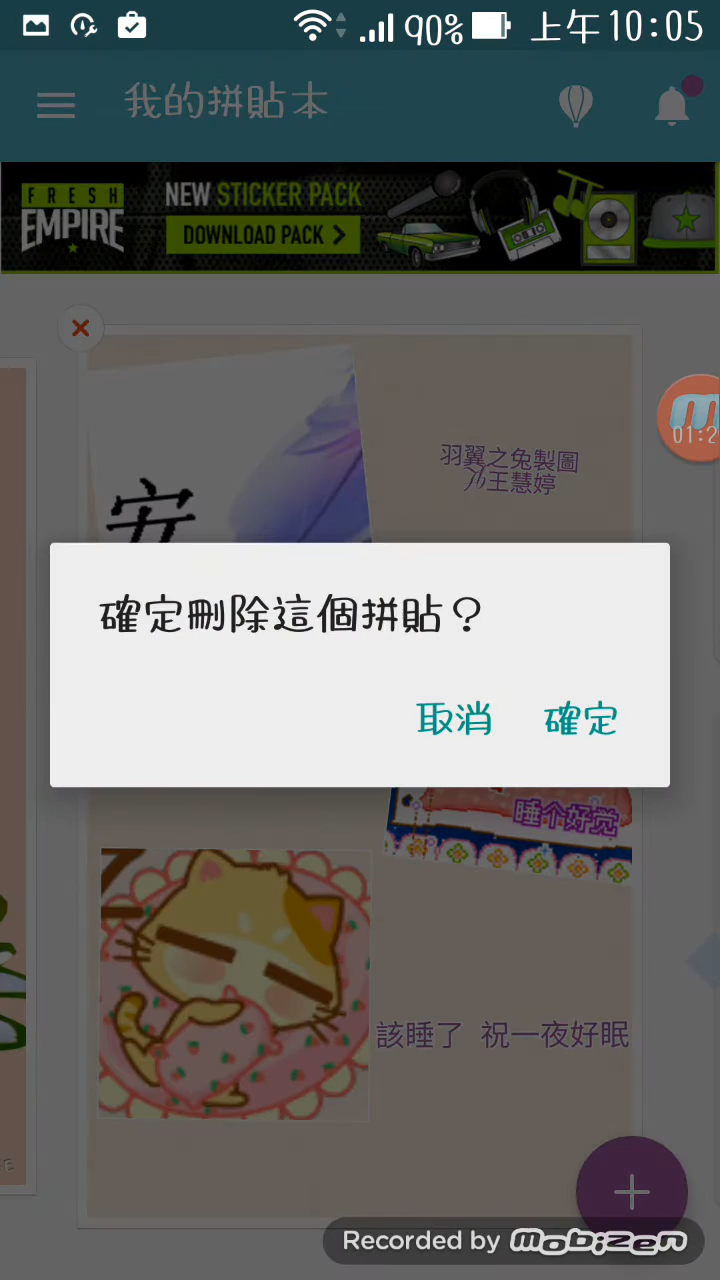 90% 上午10:05
我的拼貼本
FRESH
EMPIRE
NEW STICKER PACK
DOWNLOAD PACK
羽翼之兔製圖
王慧婷
安
01:2
確定刪除這個拼貼？
取消 確定
睡个好觉
該睡了 祝一夜好眠
Recorded by mobizen